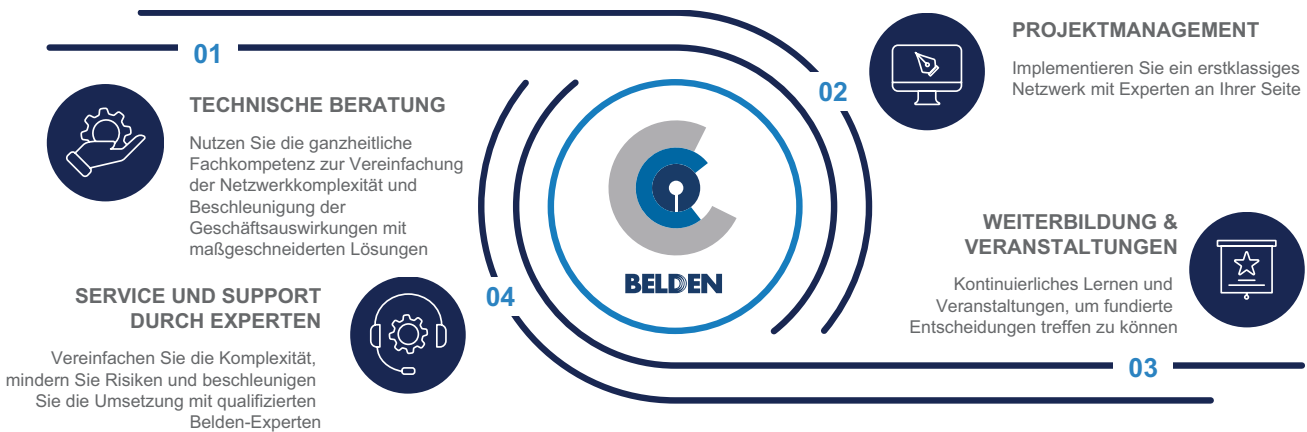 01
TECHNISCHE BERATUNG
Nutzen Sie die ganzheitliche
Fachkompetenz zur Vereinfachung
der Netzwerkkomplexität und
Beschleunigung der
Geschäftsauswirkungen mit
maßgeschneiderten Lösungen
02
PROJEKTMANAGEMENT
Implementieren Sie ein erstklassiges
Netzwerk mit Experten an Ihrer Seite
BELDEN
WEITERBILDUNG &
VERANSTALTUNGEN
Kontinuierliches Lernen und
Veranstaltungen, um fundierte
Entscheidungen treffen zu können
03
04
SERVICE UND SUPPORT
DURCH EXPERTEN
Vereinfachen Sie die Komplexität,
mindern Sie Risiken und beschleunigen
Sie die Umsetzung mit qualifizierten
Belden-Experten